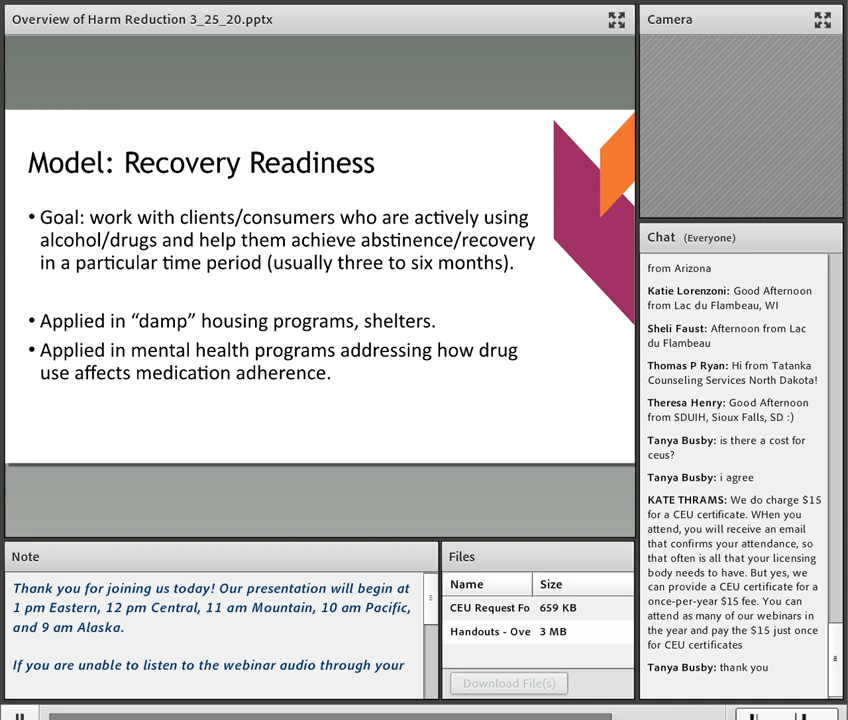 Overview of Harm Reduction 3_25_20.pptx
Model: Recovery Readiness
• Goal: work with clients/consumers who are actively using
alcohol/drugs and help them achieve abstinence/recovery
in a particular time period (usually three to six months).
• Applied in “damp” housing programs, shelters.
• Applied in mental health programs addressing how drug
use affects medication adherence.
Note
Thank you for joining us today! Our presentation will begin at
1 pm Eastern, 12 pm Central, 11 am Mountain, 10 am Pacific,
and 9 am Alaska.
If you are unable to listen to the webinar audio through your
Files
Name Size
CEU Request Fo 659 KB
Handouts - Ove 3 MB
Download File(s)
Camera
Chat (Everyone)
from Arizona
Katie Lorenzoni: Good Afternoon
from Lac du Flambeau, WI
Sheli Faust: Afternoon from Lac
du Flambeau
Thomas P Ryan: Hi from Tatanka
Counseling Services North Dakota!
Theresa Henry: Good Afternoon
from SDUIH, Sioux Falls, SD :)
Tanya Busby: is there a cost for
ceus?
Tanya Busby: i agree
KATE THRAMS: We do charge $15
for a CEU certificate. WHen you
attend, you will receive an email
that confirms your attendance, so
that often is all that your licensing
body needs to have. But yes, we
can provide a CEU certificate for a
once-per-year $15 fee. You can
attend as many of our webinars in
the year and pay the $15 just once
for CEU certificates
Tanya Busby: thank you